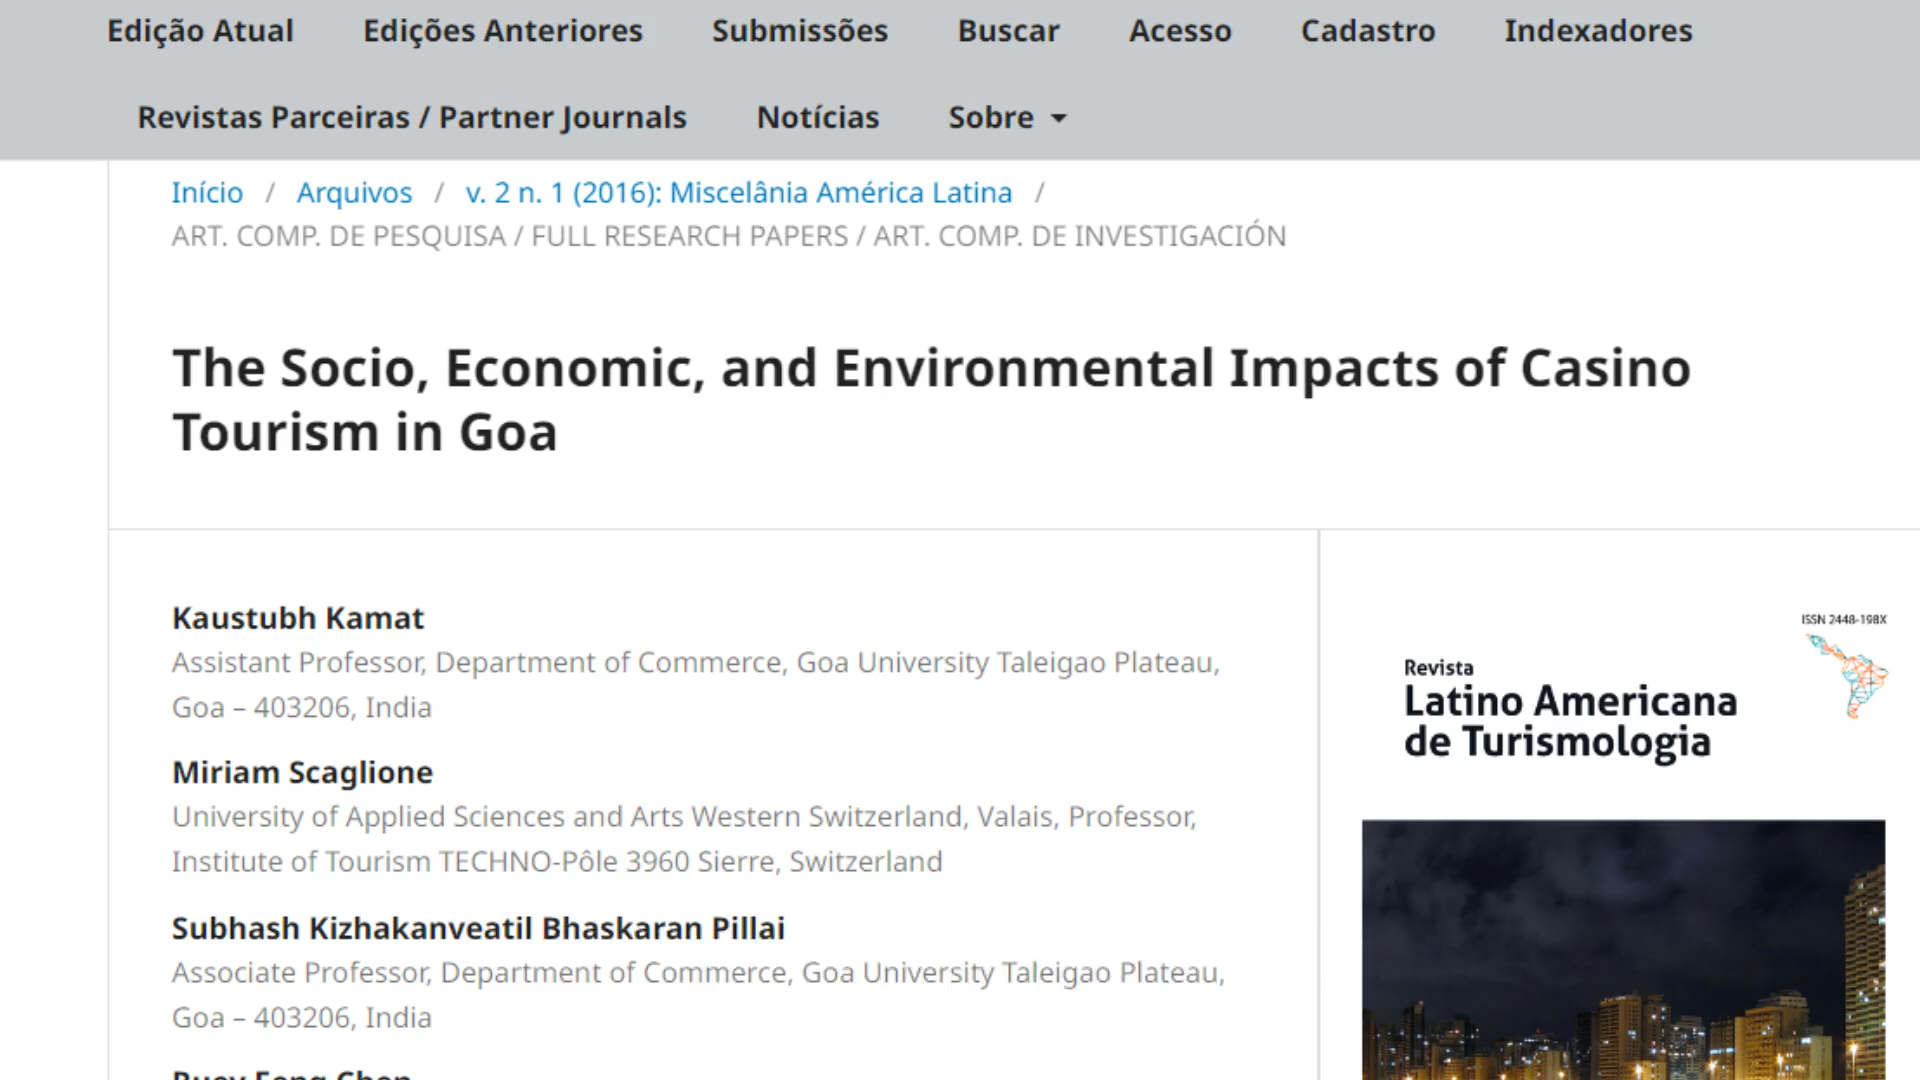 Edição Atual Edições Anteriores Submissões Buscar Acesso Cadastro Indexadores
Revistas Parceiras / Partner Journals Notícias Sobre
Início / Arquivos / v. 2 n. 1 (2016): Miscelânia América Latina /
ART. COMP. DE PESQUISA / FULL RESEARCH PAPERS / ART. COMP. DE INVESTIGACIÓN
The Socio, Economic, and Environmental Impacts of Casino
Tourism in Goa
Kaustubh Kamat
Assistant Professor, Department of Commerce, Goa University Taleigao Plateau,
Goa – 403206, India
Miriam Scaglione
University of Applied Sciences and Arts Western Switzerland, Valais, Professor,
Institute of Tourism TECHNO-Pôle 3960 Sierre, Switzerland
Subhash Kizhakanveatil Bhaskaran Pillai
Associate Professor, Department of Commerce, Goa University Taleigao Plateau,
Goa – 403206, India
ISSN 2448-198X
Revista
Latino Americana
de Turismologia